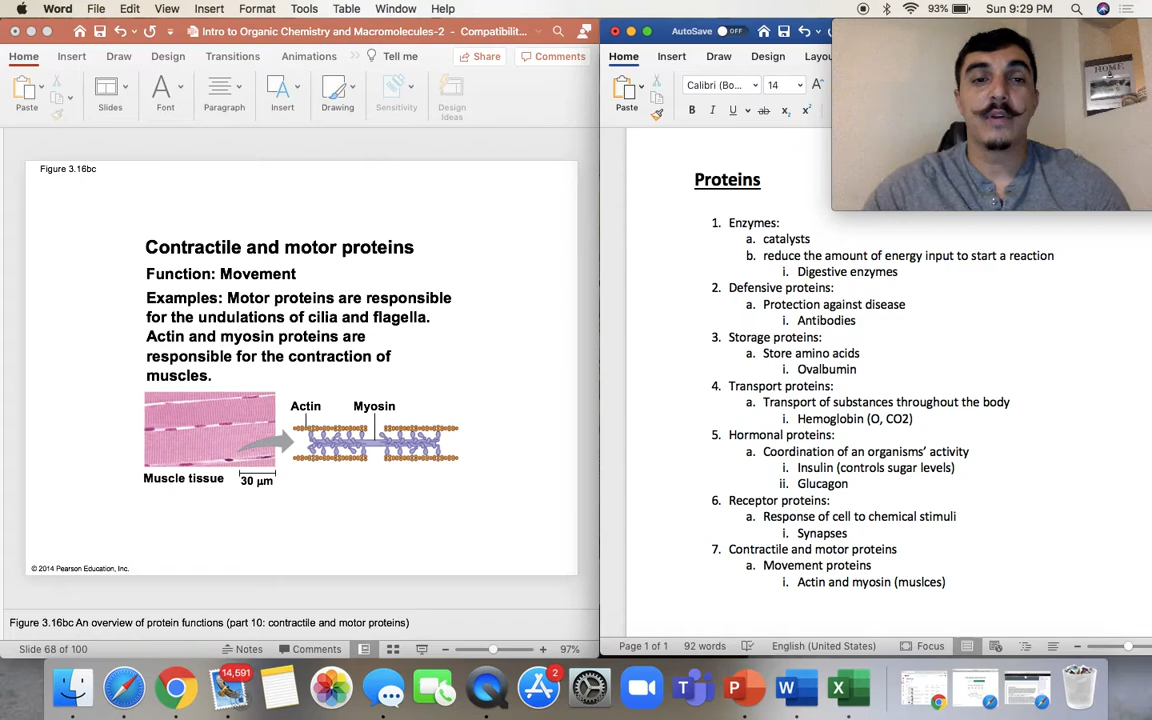 Word File Edit View Insert Format Tools Table Window Help 93% Sun 9:29 PM
Intro to Organic Chemistry and Macromolecules-2 - Compatibilit...
AutoSave OFF
Home Insert Draw Design Transitions Animations Tell me Share Comments
Home Insert Draw Design Layou
Paste Slides Font Paragraph Insert Drawing Sensitivity Design Ideas
Paste Calibri (Bo... 14 A^
B I U ab x₂ x²
Figure 3.16bc
Contractile and motor proteins
Function: Movement
Examples: Motor proteins are responsible
for the undulations of cilia and flagella.
Actin and myosin proteins are
responsible for the contraction of
muscles.
Actin Myosin
Muscle tissue 30 μm
© 2014 Pearson Education, Inc.
Figure 3.16bc An overview of protein functions (part 10: contractile and motor proteins)
Slide 68 of 100 Notes Comments 97%
HOME
Proteins
1. Enzymes:
a. catalysts
b. reduce the amount of energy input to start a reaction
i. Digestive enzymes
2. Defensive proteins:
a. Protection against disease
i. Antibodies
3. Storage proteins:
a. Store amino acids
i. Ovalbumin
4. Transport proteins:
a. Transport of substances throughout the body
i. Hemoglobin (O, CO2)
5. Hormonal proteins:
a. Coordination of an organisms' activity
i. Insulin (controls sugar levels)
ii. Glucagon
6. Receptor proteins:
a. Response of cell to chemical stimuli
i. Synapses
7. Contractile and motor proteins
a. Movement proteins
i. Actin and myosin (muslces)
Page 1 of 1 92 words English (United States) Focus
14,691 2